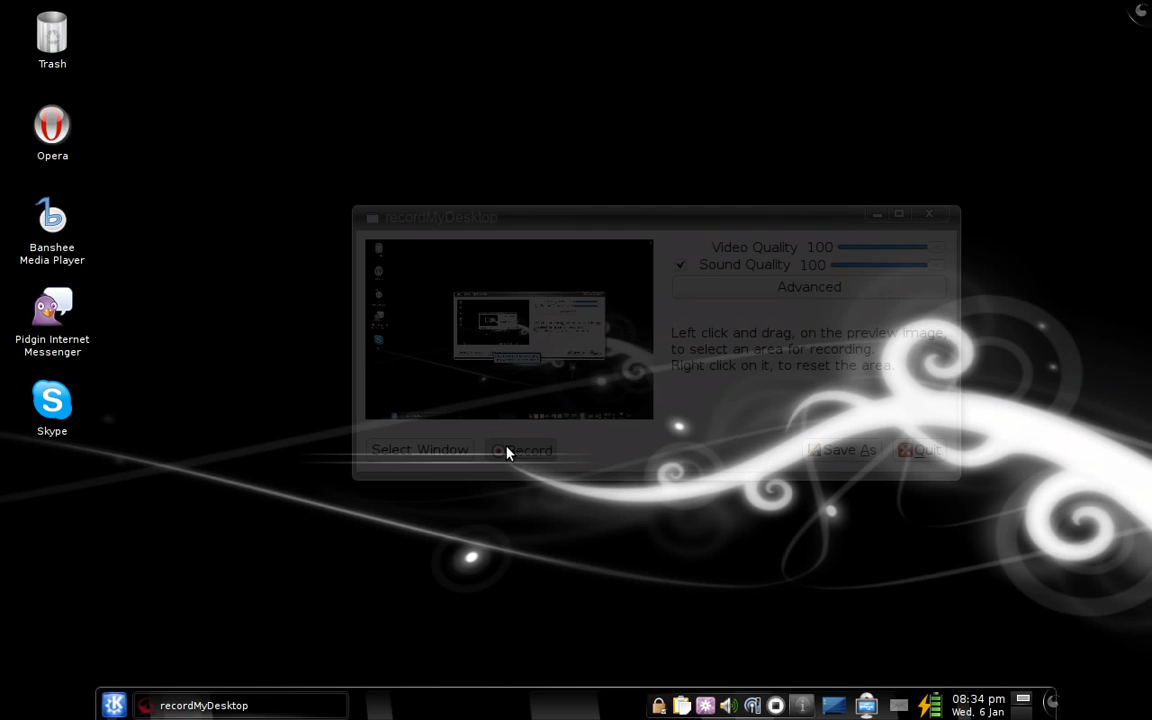 Trash
Opera
Banshee
Media Player
Pidgin Internet
Messenger
Skype
recordMyDesktop
Video Quality 100
Sound Quality 100
Advanced
Left click and drag, on the preview image,
to select an area for recording.
Right click on it, to reset the area.
Select Window
Record
Save As
Quit
recordMyDesktop
08:34 pm
Wed, 6 Jan